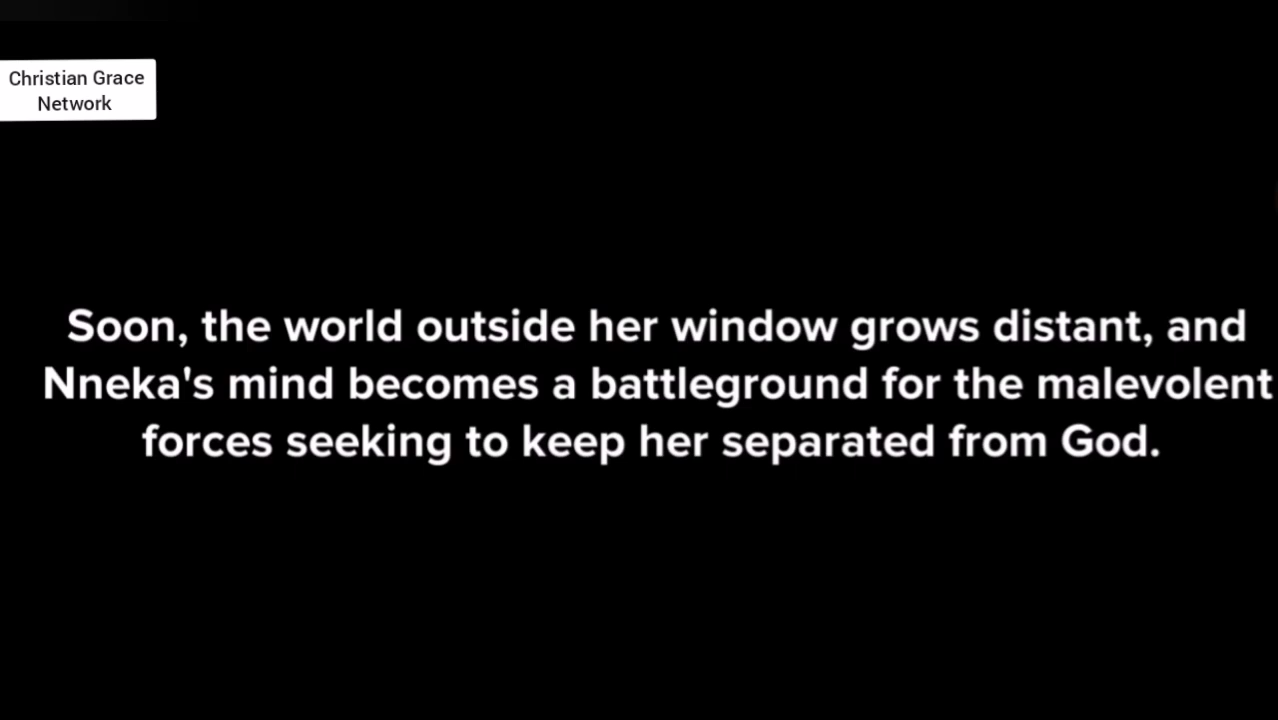 Christian Grace
Network
Soon, the world outside her window grows distant, and
Nneka's mind becomes a battleground for the malevolent
forces seeking to keep her separated from God.